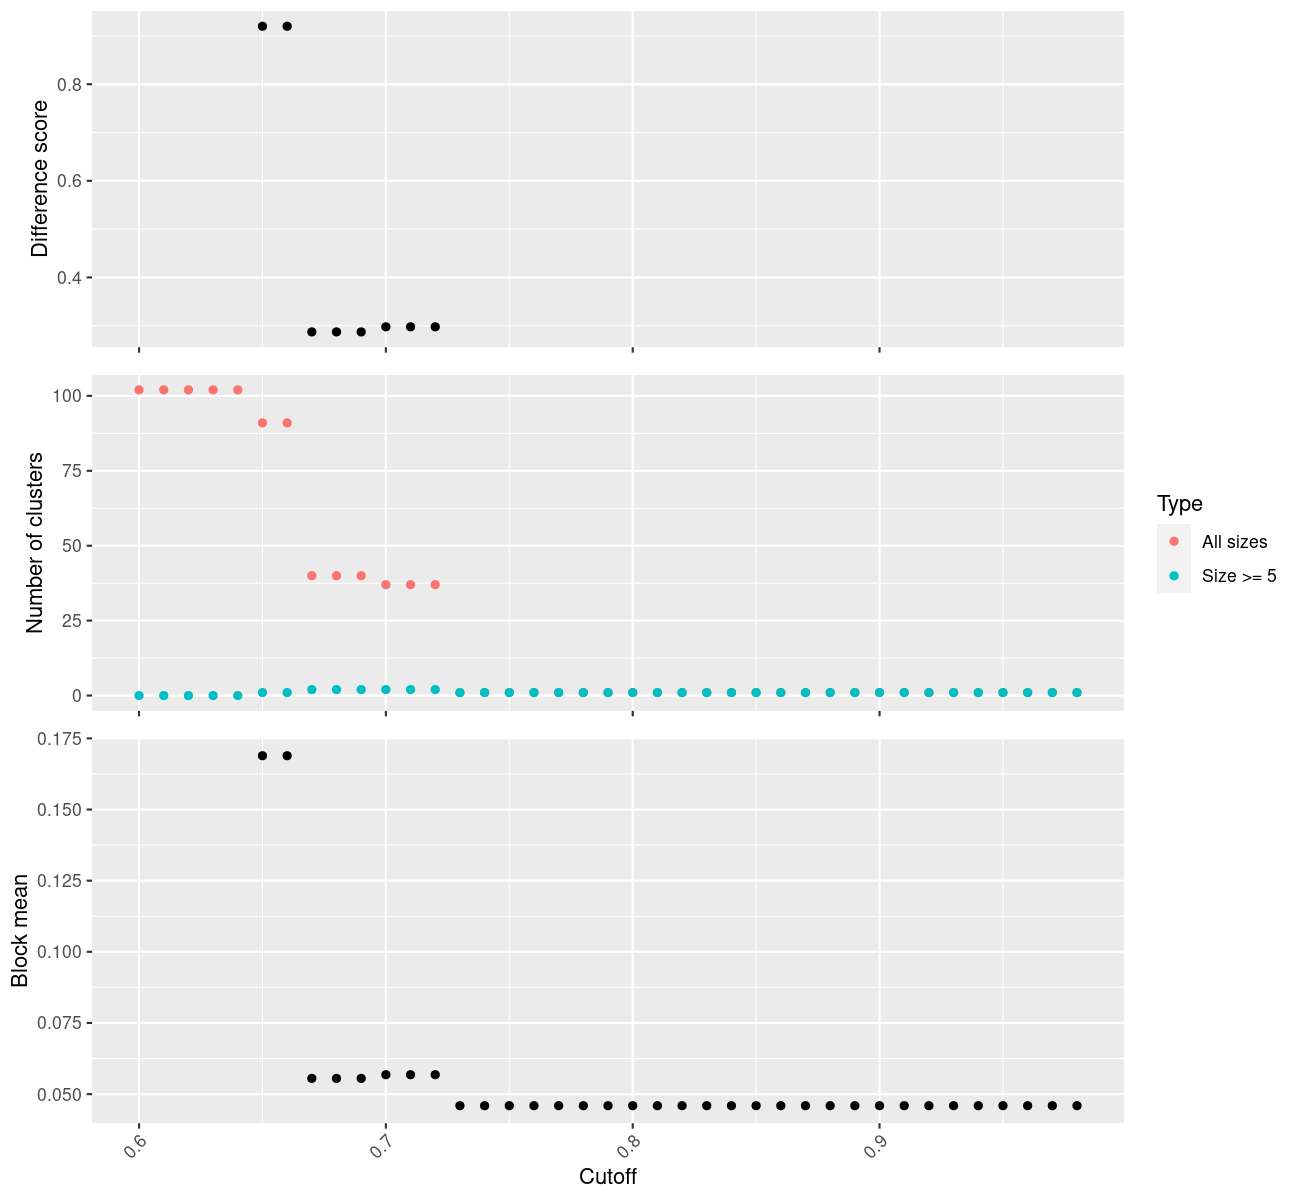 Difference score
0.8
0.6
0.4
Number of clusters
100
75
50
25
0
Type
All sizes
Size >= 5
Block mean
0.175
0.150
0.125
0.100
0.075
0.050
0.6 0.7 0.8 0.9
Cutoff